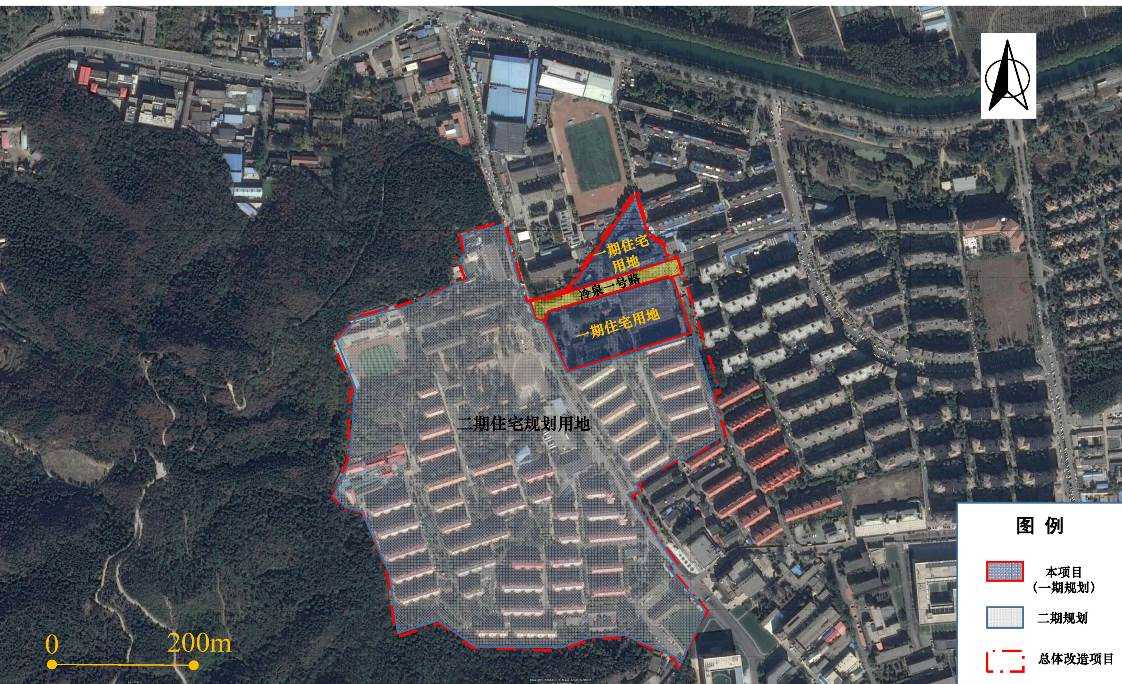 一期住宅
用地
冷泉一号路
一期住宅用地
二期住宅规划用地
0
200m
图 例
本项目
（一期规划）
二期规划
总体改造项目